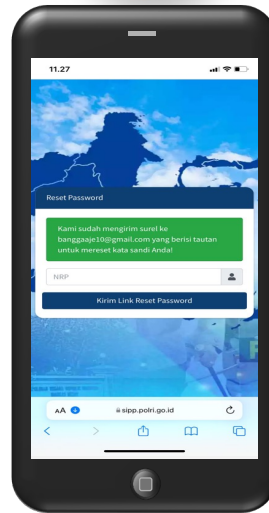 11.27
Reset Password
Kami sudah mengirim surel ke
banggaaje10@gmail.com yang berisi tautan
untuk mereset kata sandi Anda!
NRP
Kirim Link Reset Password
AA
sipp.polri.go.id